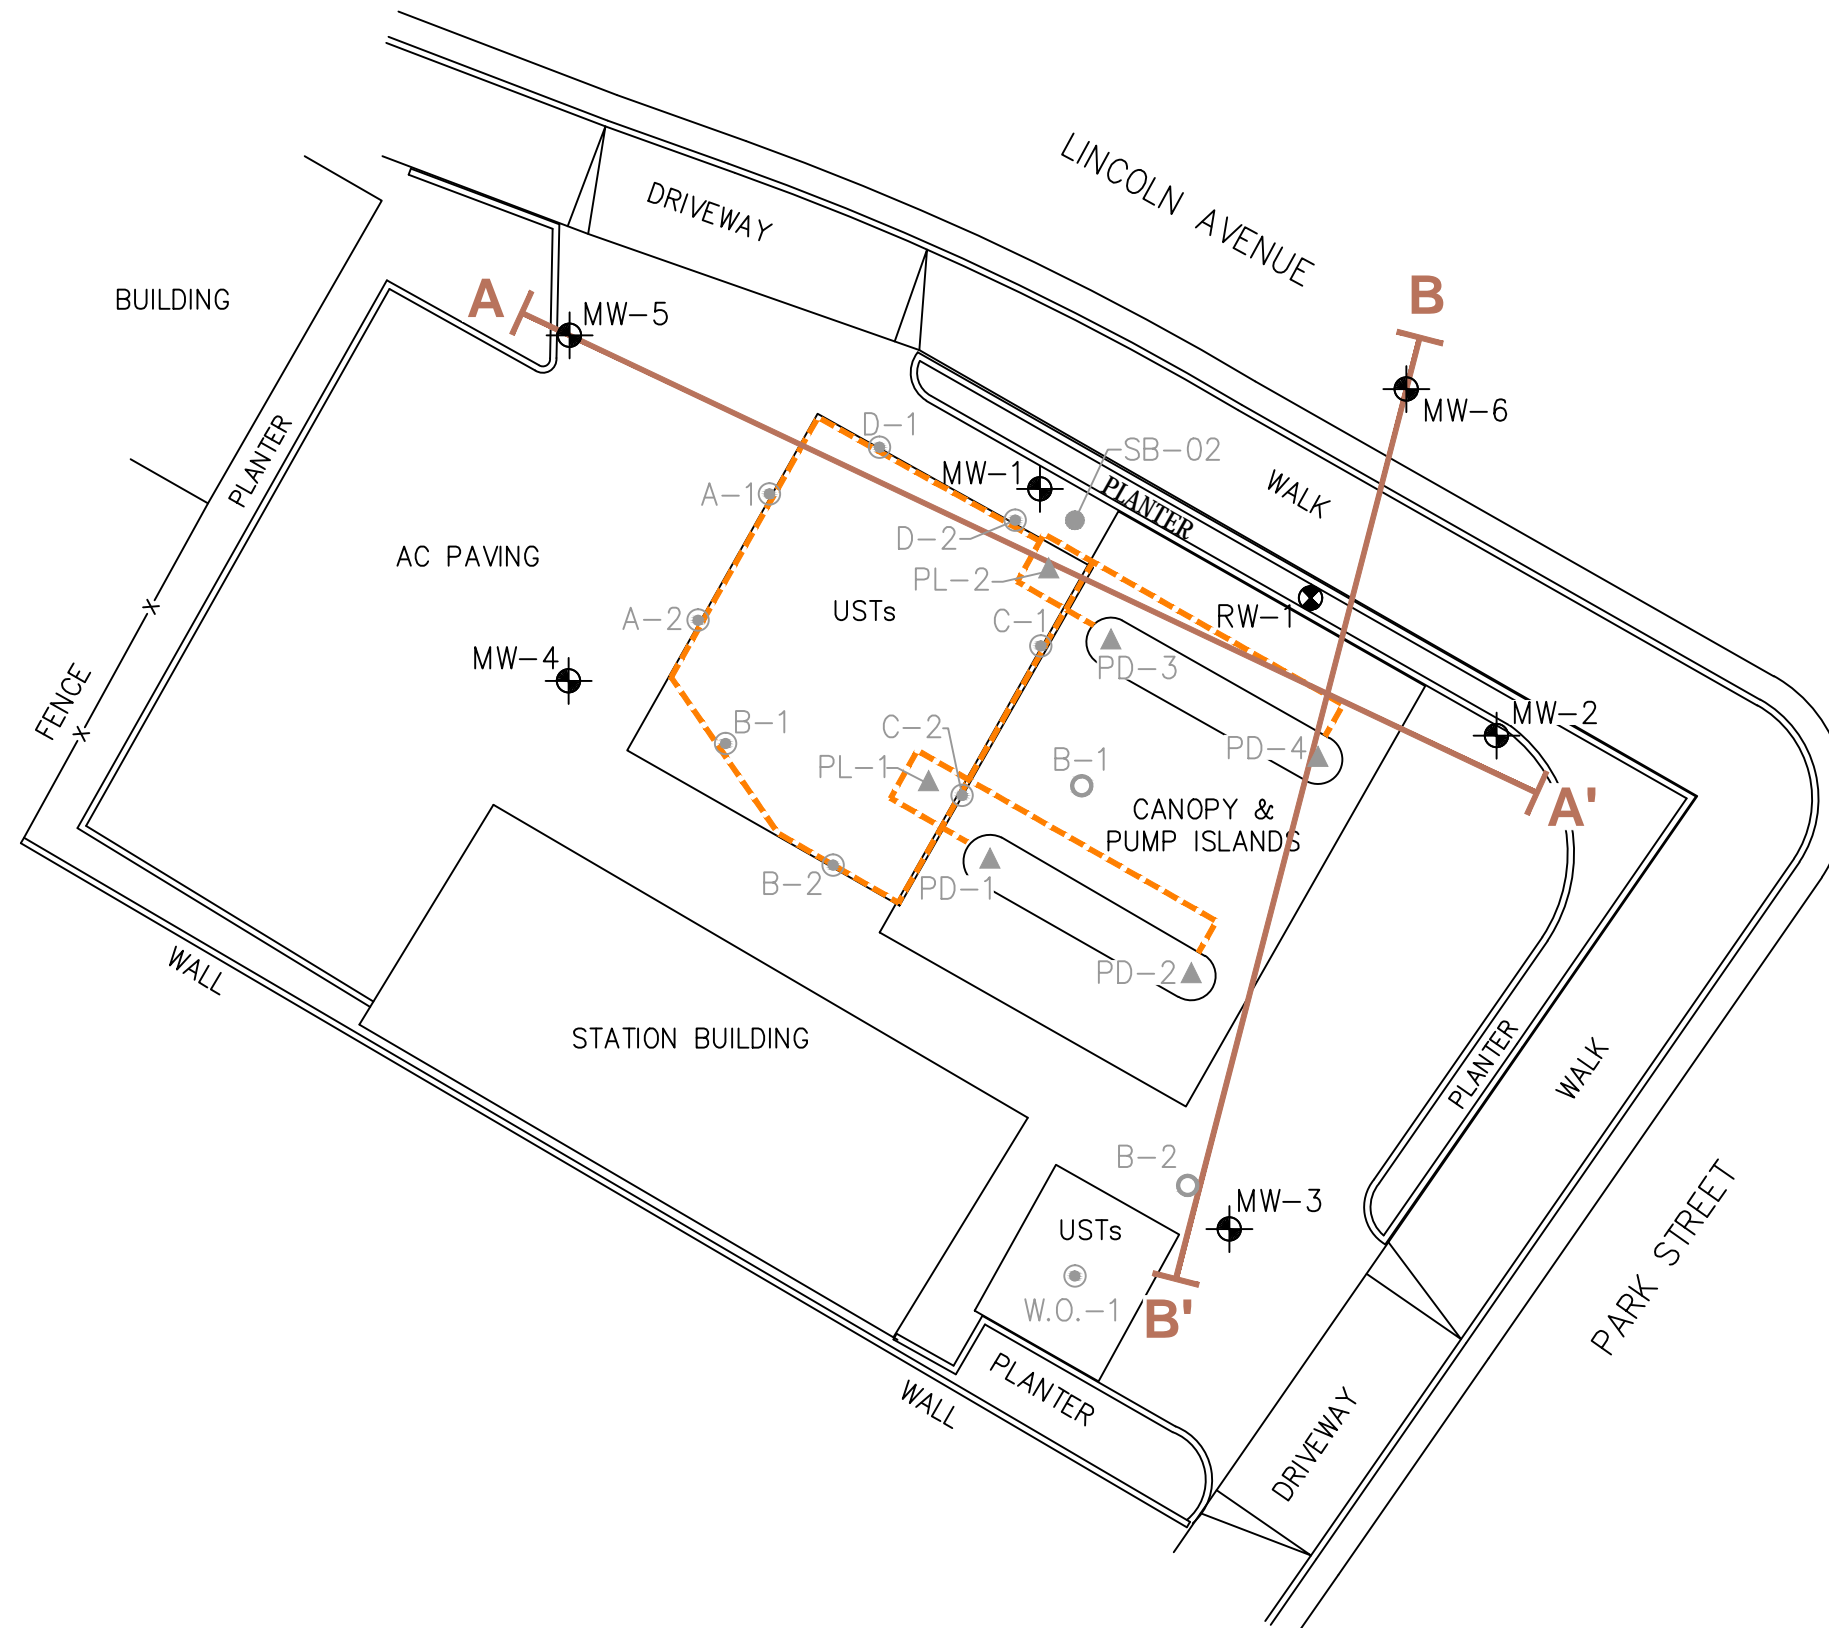 LINCOLN AVENUE
DRIVEWAY
BUILDING
A
MW-5
B
MW-6
PLANTER
D-1
MW-1
SB-02
PLANTER
WALK
A-1
D-2
AC PAVING
PL-2
USTs
C-1
RW-1
A-2
MW-4
PD-3
FENCE
X
X
B-1
C-2
MW-2
PL-1
B-1
PD-4
CANOPY &
PUMP ISLANDS
A'
B-2
PD-1
PD-2
WALL
STATION BUILDING
PLANTER
WALK
B-2
MW-3
USTs
W.O.-1
B'
PARK STREET
PLANTER
WALL
DRIVEWAY